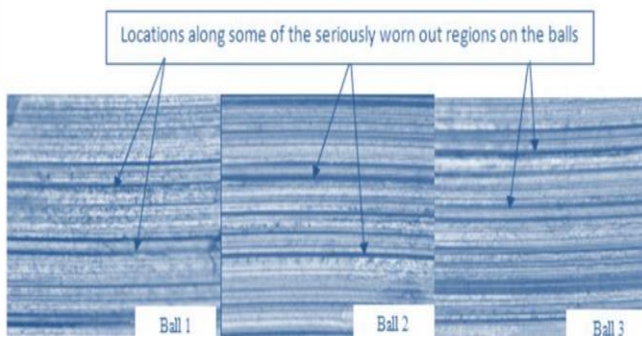 Locations along some of the seriously worn out regions on the balls
Ball 1
Ball 2
Ball 3